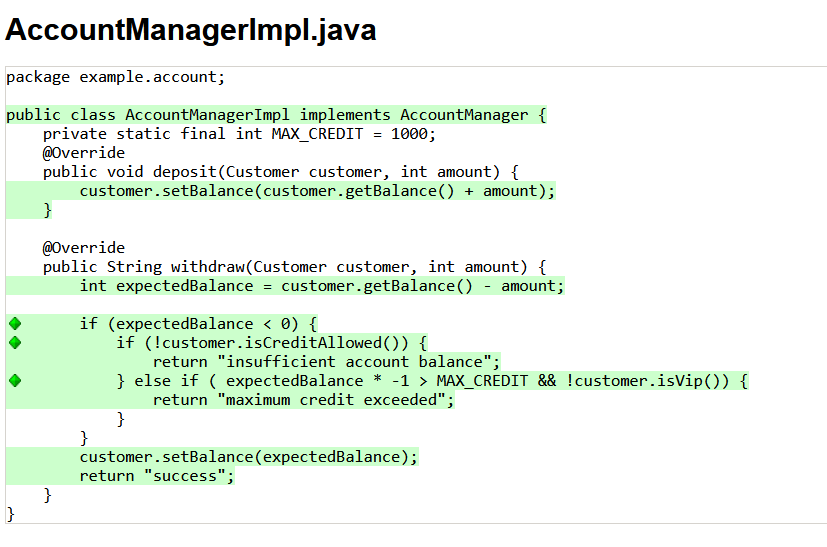 AccountManagerImpl.java
package example.account;
public class AccountManagerImpl implements AccountManager {
    private static final int MAX_CREDIT = 1000;
    @Override
    public void deposit(Customer customer, int amount) {
        customer.setBalance(customer.getBalance() + amount);
    }
    @Override
    public String withdraw(Customer customer, int amount) {
        int expectedBalance = customer.getBalance() - amount;
        if (expectedBalance < 0) {
            if (!customer.isCreditAllowed()) {
                return "insufficient account balance";
            } else if ( expectedBalance * -1 > MAX_CREDIT && !customer.isVip()) {
                return "maximum credit exceeded";
            }
        }
        customer.setBalance(expectedBalance);
        return "success";
    }
}